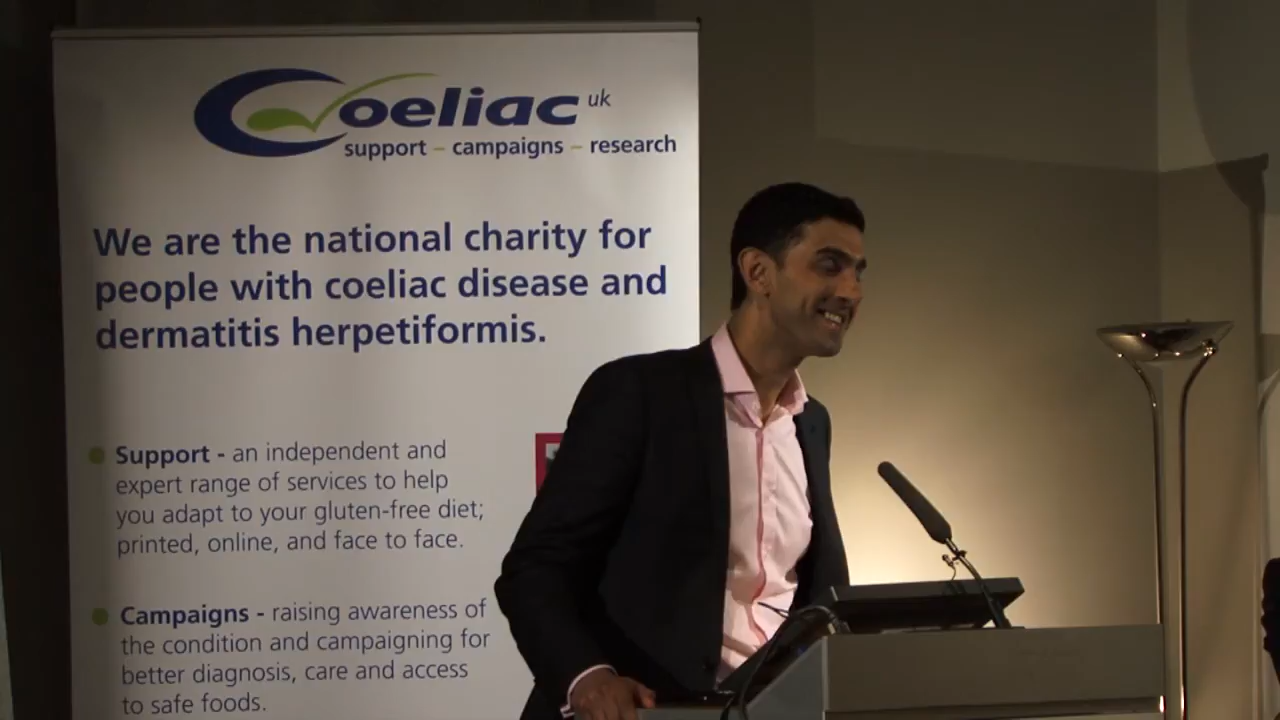 Coeliac uk
support – campaigns – research
We are the national charity for
people with coeliac disease and
dermatitis herpetiformis.
Support - an independent and
expert range of services to help
you adapt to your gluten-free diet;
printed, online, and face to face.
Campaigns - raising awareness of
the condition and campaigning for
better diagnosis, care and access
to safe foods.